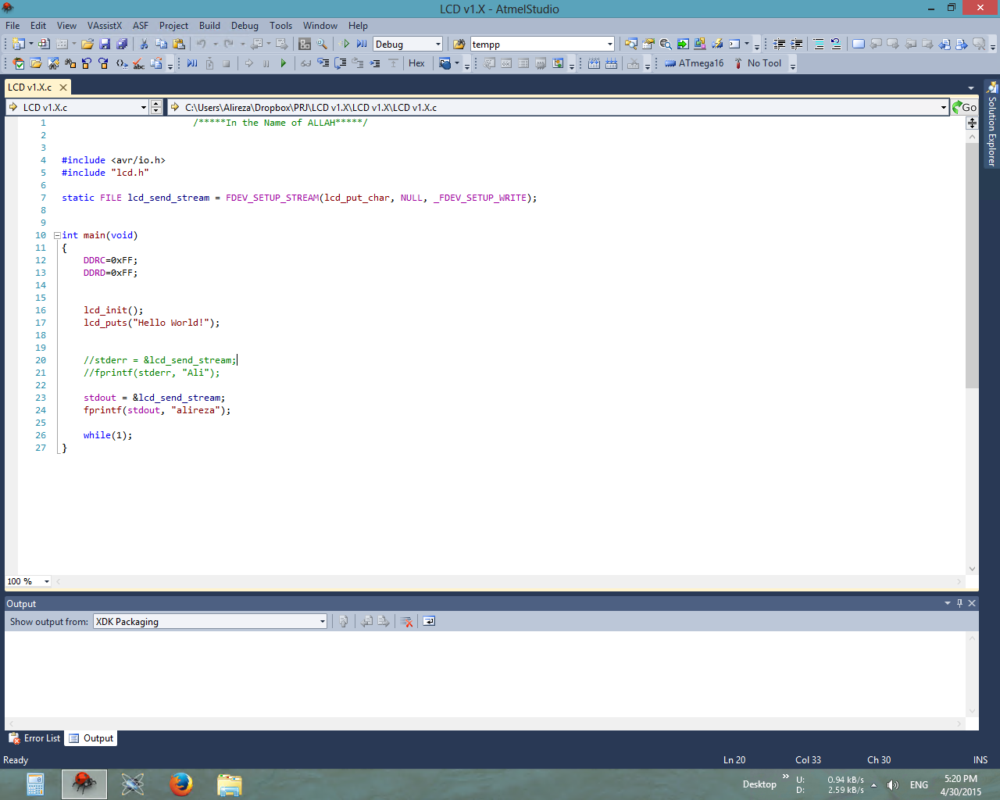 LCD v1.X - AtmelStudio
File Edit View VAssistX ASF Project Build Debug Tools Window Help
Debug tempp
abc Hex ATmega16 No Tool
LCD v1.X.c
LCD v1.X.c C:\Users\Alireza\Dropbox\PRJ\LCD v1.X\LCD v1.X\LCD v1.X.c Go
Solution Explorer
1 /*****In the Name of ALLAH*****/
2
3
4 #include <avr/io.h>
5 #include "lcd.h"
6
7 static FILE lcd_send_stream = FDEV_SETUP_STREAM(lcd_put_char, NULL, _FDEV_SETUP_WRITE);
8
9
10 int main(void)
11 {
12 DDRC=0xFF;
13 DDRD=0xFF;
14
15
16 lcd_init();
17 lcd_puts("Hello World!");
18
19
20 //stderr = &lcd_send_stream;
21 //fprintf(stderr, "Ali");
22
23 stdout = &lcd_send_stream;
24 fprintf(stdout, "alireza");
25
26 while(1);
27 }
100 %
Output
Show output from: XDK Packaging
Error List Output
Ready Ln 20 Col 33 Ch 30 INS
Desktop
U: 0.94 kB/s
D: 2.59 kB/s
ENG
5:20 PM
4/30/2015